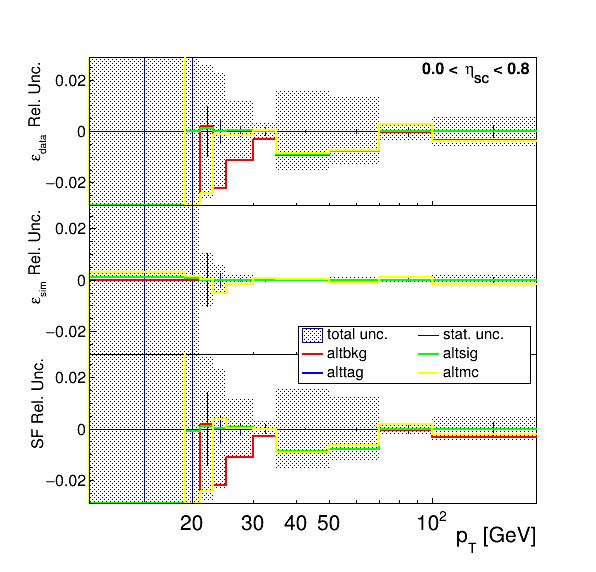 0.0 < η_SC < 0.8
ε_data Rel. Unc.
0.02
0
−0.02
ε_sim Rel. Unc.
0.02
0
−0.02
total unc.
stat. unc.
altbkg
altsig
alttag
altmc
SF Rel. Unc.
0.02
0
−0.02
20
30
40
50
10²
p_T [GeV]